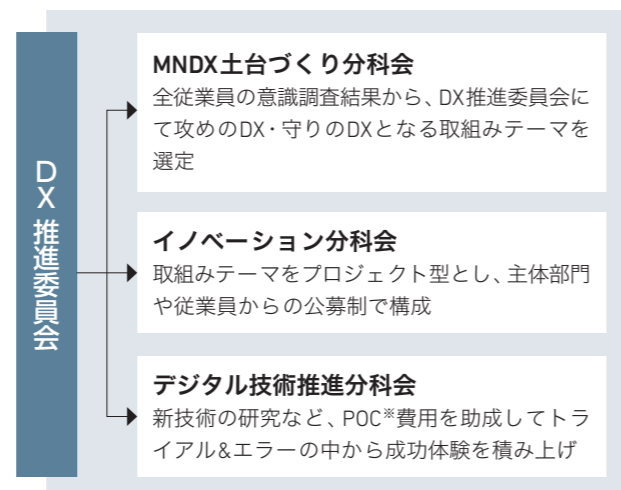 DX推進委員会
MNDX土台づくり分科会
全従業員の意識調査結果から、DX推進委員会に
て攻めのDX・守りのDXとなる取組みテーマを
選定
イノベーション分科会
取組みテーマをプロジェクト型とし、主体部門
や従業員からの公募制で構成
デジタル技術推進分科会
新技術の研究など、POC※費用を助成してトラ
イアル&エラーの中から成功体験を積み上げ